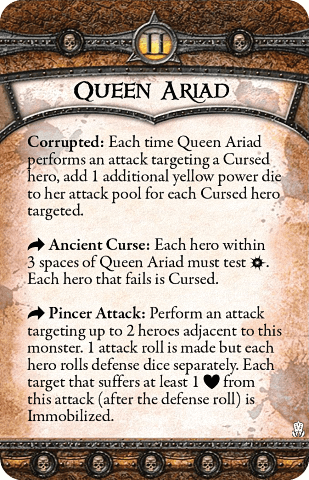 II
QUEEN ARIAD
Corrupted: Each time Queen Ariad
performs an attack targeting a Cursed
hero, add 1 additional yellow power die
to her attack pool for each Cursed hero
targeted.
Ancient Curse: Each hero within
3 spaces of Queen Ariad must test .
Each hero that fails is Cursed.
Pincer Attack: Perform an attack
targeting up to 2 heroes adjacent to this
monster. 1 attack roll is made but each
hero rolls defense dice separately. Each
target that suffers at least 1 ♥ from
this attack (after the defense roll) is
Immobilized.